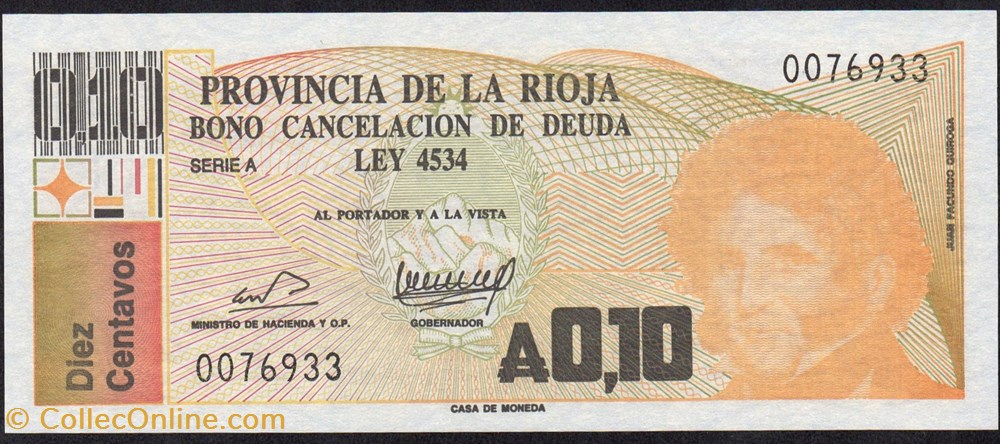 0.10
0076933
PROVINCIA DE LA RIOJA
BONO CANCELACION DE DEUDA
SERIE A
LEY 4534
AL PORTADOR Y A LA VISTA
JUAN FACUNDO QUIROGA
Diez
Centavos
MINISTRO DE HACIENDA Y O.P.
GOBERNADOR
0076933
₳0,10
CASA DE MONEDA
© CollecOnline.com